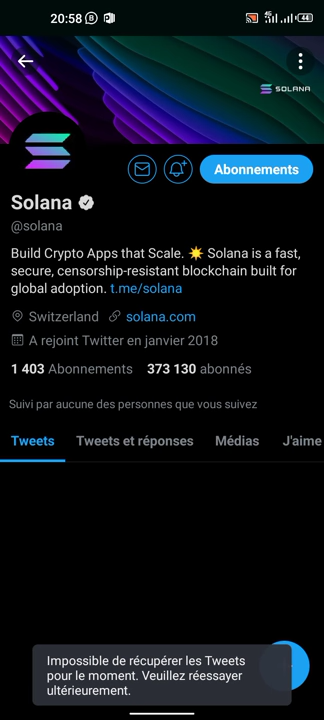 20:58
44
SOLANA
Abonnements
Solana
@solana
Build Crypto Apps that Scale. 💥 Solana is a fast,
secure, censorship-resistant blockchain built for
global adoption. t.me/solana
Switzerland solana.com
A rejoint Twitter en janvier 2018
1 403 Abonnements 373 130 abonnés
Suivi par aucune des personnes que vous suivez
Tweets Tweets et réponses Médias J'aime
Impossible de récupérer les Tweets
pour le moment. Veuillez réessayer
ultérieurement.